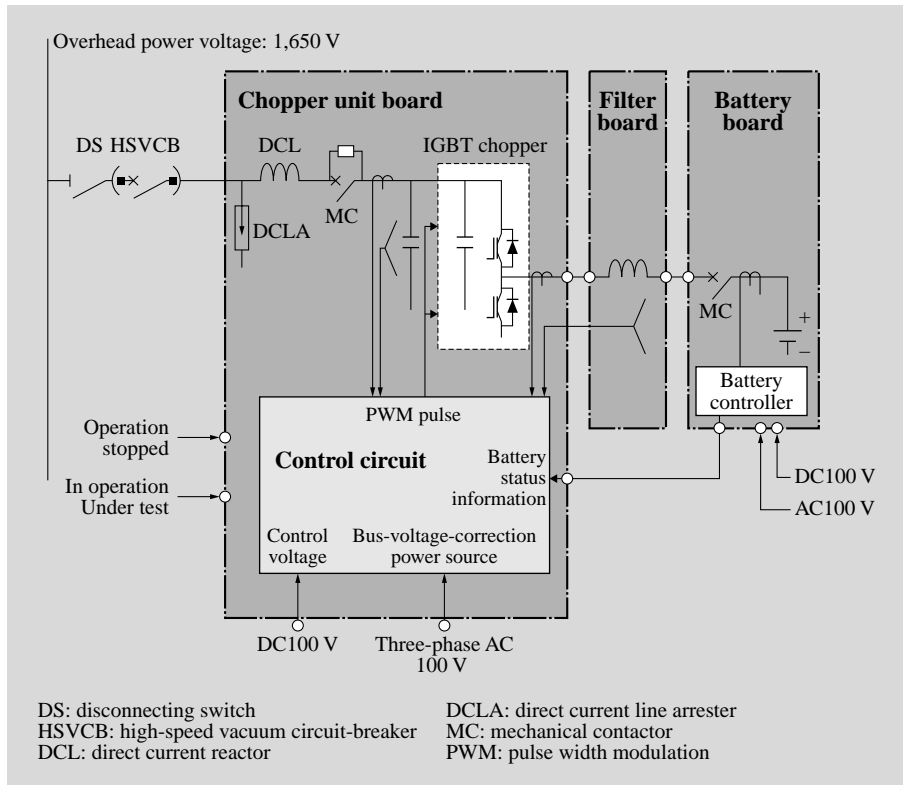 Overhead power voltage: 1,650 V
Chopper unit board
Filter
board
Battery
board
DS HSVCB
DCL
IGBT chopper
MC
DCLA
MC
+
−
Battery
controller
PWM pulse
Operation
stopped
Control circuit
Battery
status
information
In operation
Under test
DC100 V
AC100 V
Control
voltage
Bus-voltage-correction
power source
DC100 V
Three-phase AC
100 V
DS: disconnecting switch
HSVCB: high-speed vacuum circuit-breaker
DCL: direct current reactor
DCLA: direct current line arrester
MC: mechanical contactor
PWM: pulse width modulation